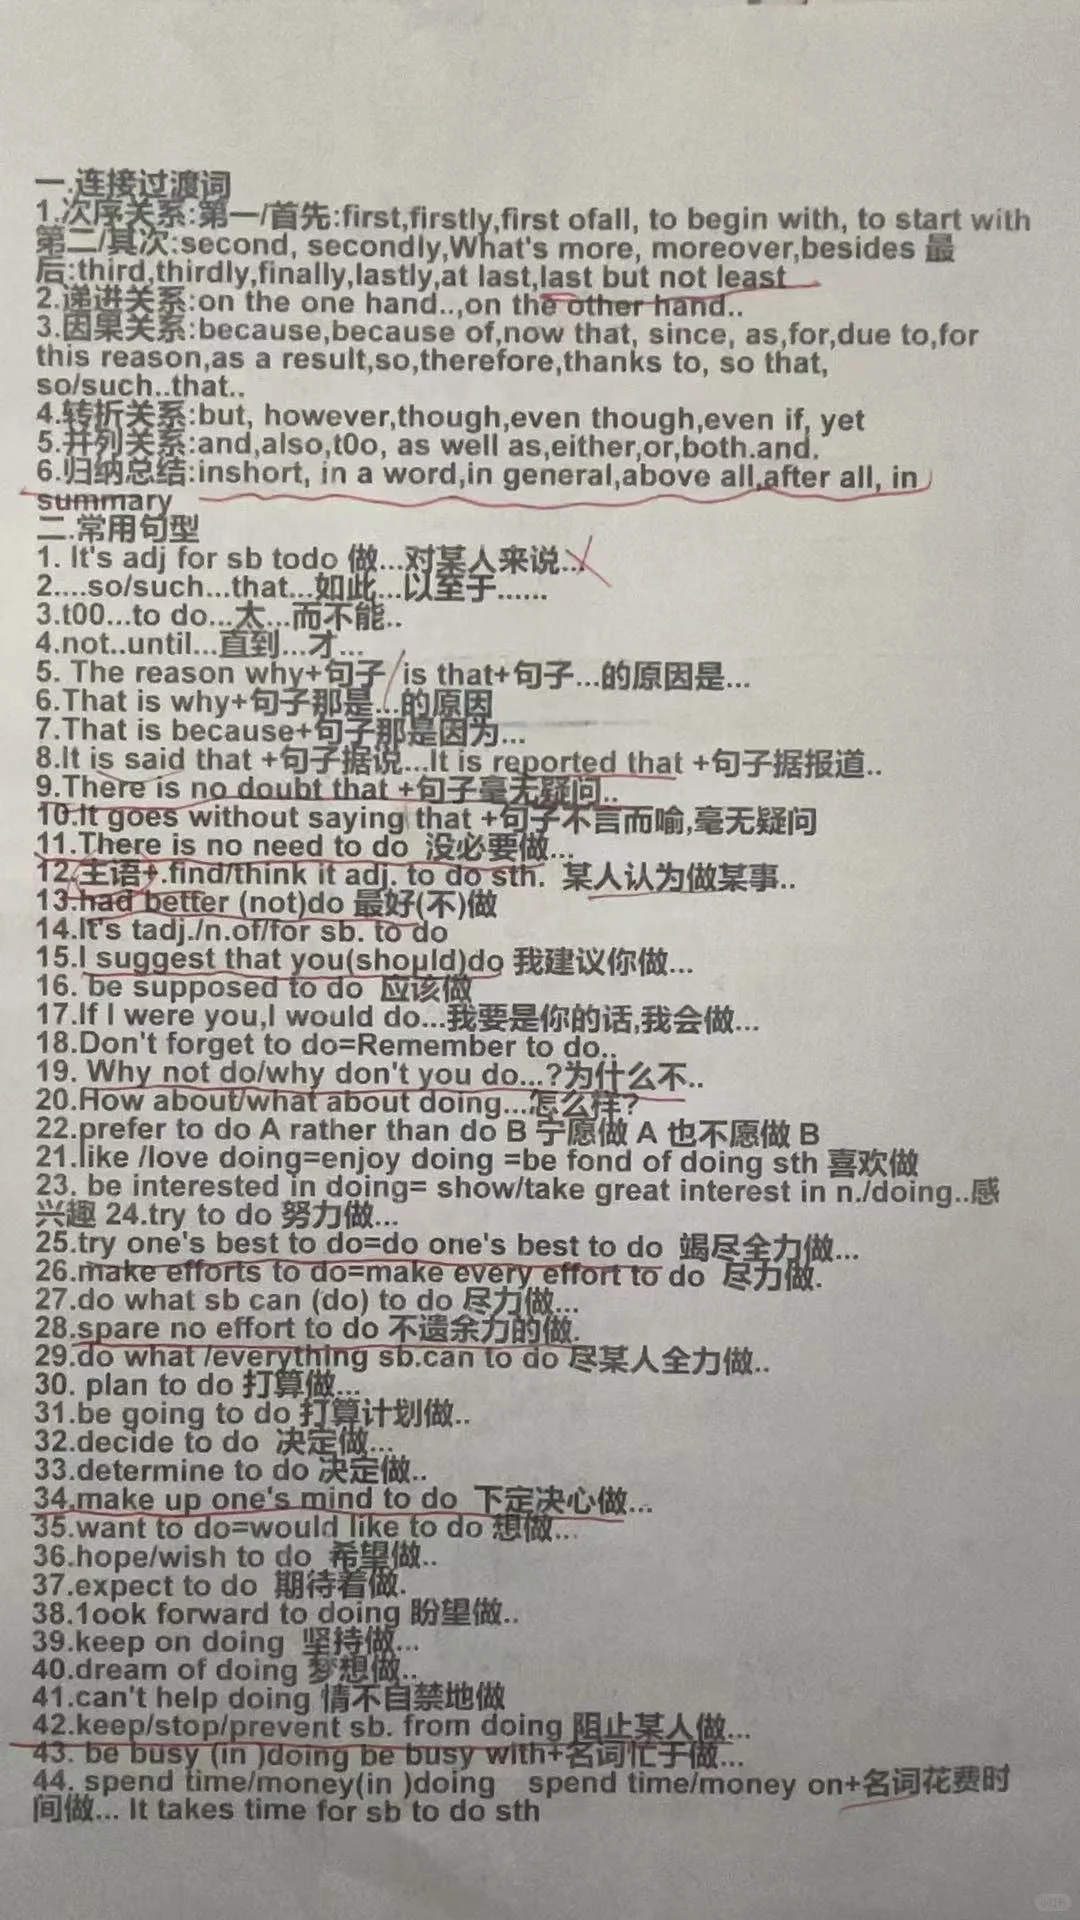 一.连接过渡词
1.次序关系:第一/首先:first,firstly,first ofall, to begin with, to start with
第二/其次:second, secondly,What's more, moreover,besides 最
后:third,thirdly,finally,lastly,at last,last but not least
2.递进关系:on the one hand..,on the other hand..
3.因果关系:because,because of,now that, since, as,for,due to,for
this reason,as a result,so,therefore,thanks to, so that,
so/such..that..
4.转折关系:but, however,though,even though,even if, yet
5.并列关系:and,also,t0o, as well as,either,or,both.and.
6.归纳总结:inshort, in a word,in general,above all,after all, in
summary
二.常用句型
1. It's adj for sb todo 做...对某人来说...
2....so/such...that...如此...以至于......
3.t00...to do...太...而不能..
4.not..until...直到...才...
5. The reason why+句子 is that+句子...的原因是...
6.That is why+句子那是...的原因
7.That is because+句子那是因为...
8.It is said that +句子据说...It is reported that +句子据报道..
9.There is no doubt that +句子毫无疑问..
10.It goes without saying that +句子不言而喻,毫无疑问
11.There is no need to do 没必要做...
12.主语+.find/think it adj. to do sth. 某人认为做某事..
13.had better (not)do 最好(不)做
14.It's tadj./n.of/for sb. to do
15.I suggest that you(should)do 我建议你做...
16. be supposed to do 应该做
17.If I were you,I would do...我要是你的话,我会做...
18.Don't forget to do=Remember to do..
19. Why not do/why don't you do...?为什么不..
20.How about/what about doing...怎么样?
22.prefer to do A rather than do B 宁愿做 A 也不愿做 B
21.like /love doing=enjoy doing =be fond of doing sth 喜欢做
23. be interested in doing= show/take great interest in n./doing..感
兴趣 24.try to do 努力做...
25.try one's best to do=do one's best to do 竭尽全力做...
26.make efforts to do=make every effort to do 尽力做.
27.do what sb can (do) to do 尽力做...
28.spare no effort to do 不遗余力的做.
29.do what /everything sb.can to do 尽某人全力做..
30. plan to do 打算做...
31.be going to do 打算计划做..
32.decide to do 决定做...
33.determine to do 决定做..
34.make up one's mind to do 下定决心做...
35.want to do=would like to do 想做...
36.hope/wish to do 希望做..
37.expect to do 期待着做.
38.1ook forward to doing 盼望做..
39.keep on doing 坚持做...
40.dream of doing 梦想做..
41.can't help doing 情不自禁地做
42.keep/stop/prevent sb. from doing 阻止某人做...
43. be busy (in )doing be busy with+名词忙于做...
44. spend time/money(in )doing spend time/money on+名词花费时
间做... It takes time for sb to do sth